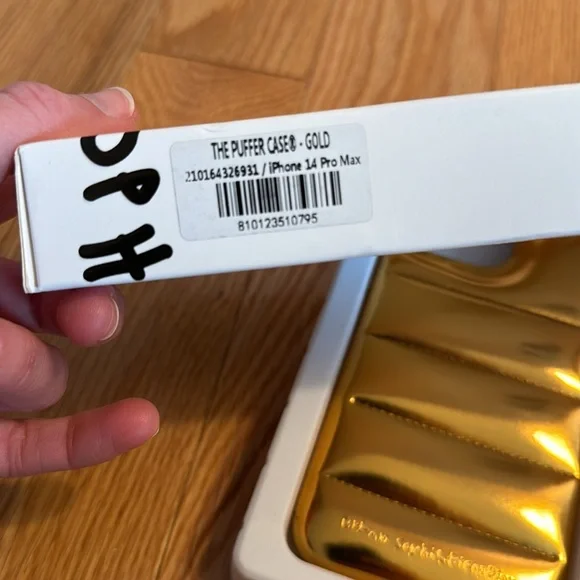 THE PUFFER CASE® - GOLD
210164326931 / iPhone 14 Pro Max
810123510795